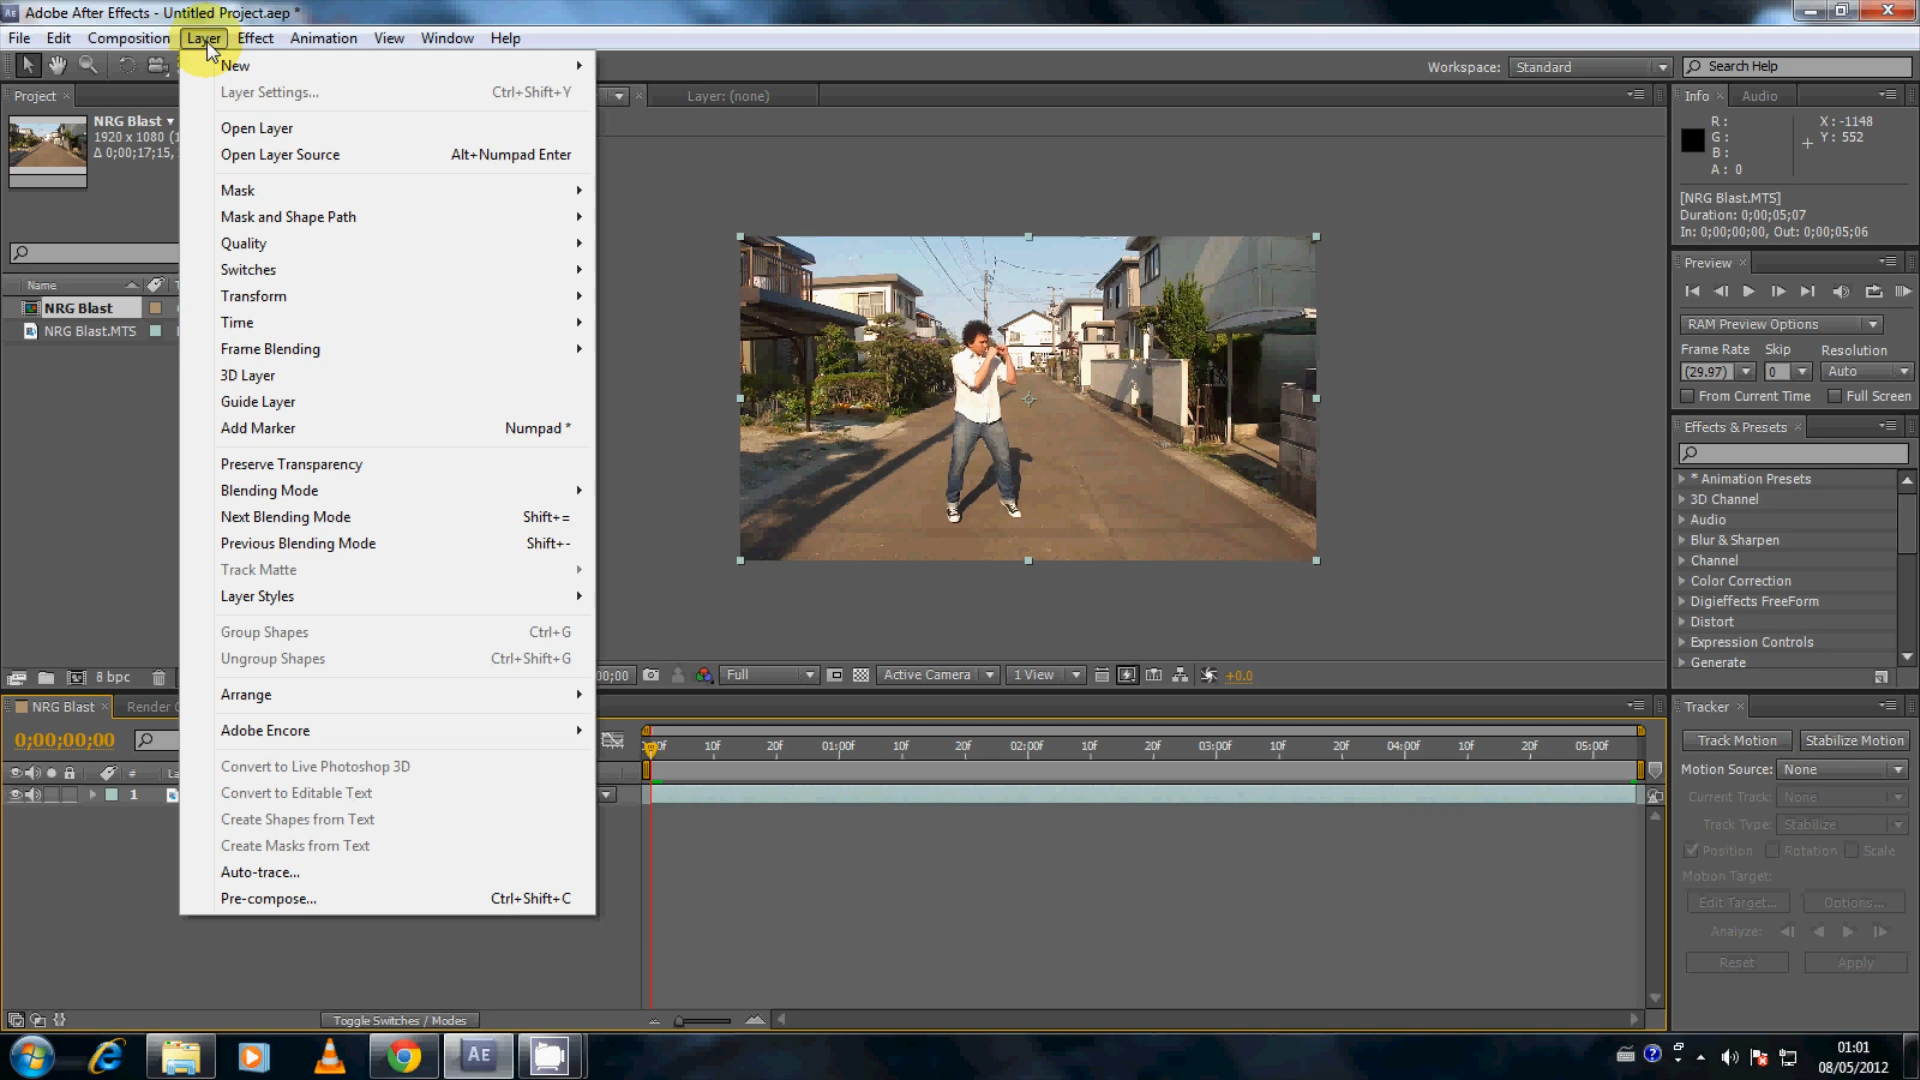 Adobe After Effects - Untitled Project.aep *
File Edit Composition Layer Effect Animation View Window Help
Workspace: Standard
Search Help
Project
NRG Blast
1920 x 1080 (1
Δ 0;00;17;15,
Name
NRG Blast
NRG Blast.MTS
8 bpc
New
Layer Settings... Ctrl+Shift+Y
Open Layer
Open Layer Source Alt+Numpad Enter
Mask
Mask and Shape Path
Quality
Switches
Transform
Time
Frame Blending
3D Layer
Guide Layer
Add Marker Numpad *
Preserve Transparency
Blending Mode
Next Blending Mode Shift+=
Previous Blending Mode Shift+-
Track Matte
Layer Styles
Group Shapes Ctrl+G
Ungroup Shapes Ctrl+Shift+G
Arrange
Adobe Encore
Convert to Live Photoshop 3D
Convert to Editable Text
Create Shapes from Text
Create Masks from Text
Auto-trace...
Pre-compose... Ctrl+Shift+C
Layer: (none)
00;00 Full Active Camera 1 View +0.0
Info Audio
R: X: -1148
G: Y: 552
B:
A: 0
[NRG Blast.MTS]
Duration: 0;00;05;07
In: 0;00;00;00, Out: 0;00;05;06
Preview
RAM Preview Options
Frame Rate Skip Resolution
(29.97) 0 Auto
From Current Time Full Screen
Effects & Presets
* Animation Presets
3D Channel
Audio
Blur & Sharpen
Channel
Color Correction
Digieffects FreeForm
Distort
Expression Controls
Generate
NRG Blast Render
0;00;00;00
# La
1
10f 20f 01:00f 10f 20f 02:00f 10f 20f 03:00f 10f 20f 04:00f 10f 20f 05:00f
Toggle Switches / Modes
Tracker
Track Motion Stabilize Motion
Motion Source: None
Current Track: None
Track Type: Stabilize
Position Rotation Scale
Motion Target:
Edit Target... Options...
Analyze:
Reset Apply
AE
01:01
08/05/2012